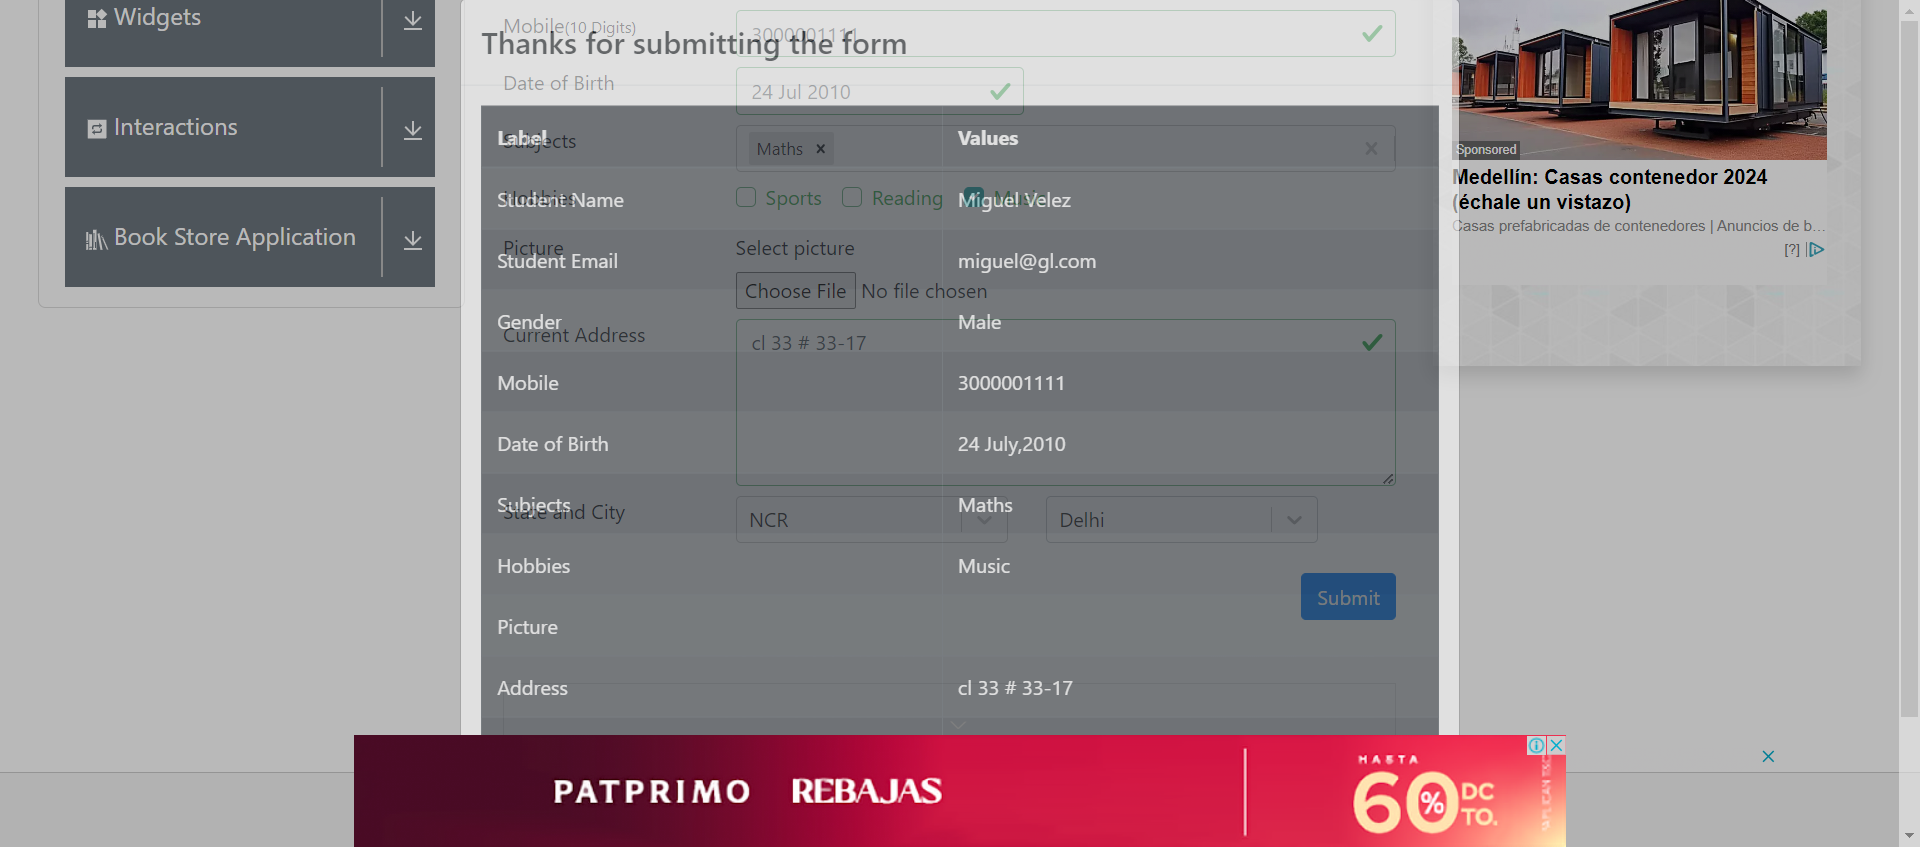 Widgets
Interactions
Book Store Application
Mobile(10 Digits)
3000001111
Thanks for submitting the form
Date of Birth
24 Jul 2010
Label
Values
Subjects
Maths ×
Hobbies
Sports
Reading
Music
Student Name
Miguel Velez
Picture
Select picture
Student Email
miguel@gl.com
Choose File No file chosen
Gender
Male
Current Address
cl 33 # 33-17
Mobile
3000001111
Date of Birth
24 July,2010
Subjects
Maths
State and City
NCR
Delhi
Hobbies
Music
Submit
Picture
Address
cl 33 # 33-17
Sponsored
Medellín: Casas contenedor 2024
(échale un vistazo)
Casas prefabricadas de contenedores | Anuncios de b...
[?]
PATPRIMO REBAJAS
HASTA
60% DC
TO.